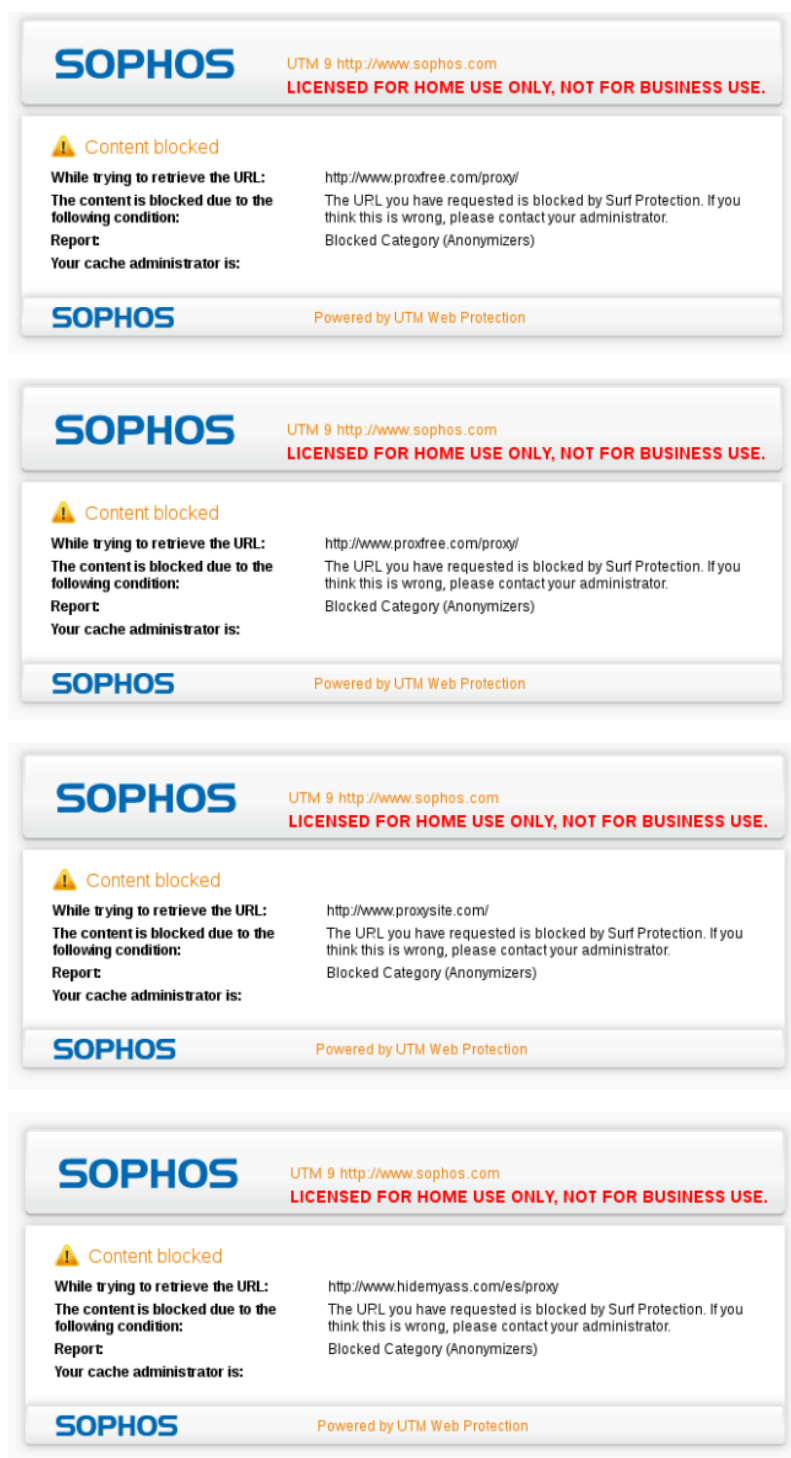 SOPHOS
UTM 9 http://www.sophos.com
LICENSED FOR HOME USE ONLY, NOT FOR BUSINESS USE.
Content blocked
While trying to retrieve the URL: http://www.proxfree.com/proxy/
The content is blocked due to the The URL you have requested is blocked by Surf Protection. If you
following condition: think this is wrong, please contact your administrator.
Report: Blocked Category (Anonymizers)
Your cache administrator is:
SOPHOS Powered by UTM Web Protection
SOPHOS
UTM 9 http://www.sophos.com
LICENSED FOR HOME USE ONLY, NOT FOR BUSINESS USE.
Content blocked
While trying to retrieve the URL: http://www.proxfree.com/proxy/
The content is blocked due to the The URL you have requested is blocked by Surf Protection. If you
following condition: think this is wrong, please contact your administrator.
Report: Blocked Category (Anonymizers)
Your cache administrator is:
SOPHOS Powered by UTM Web Protection
SOPHOS
UTM 9 http://www.sophos.com
LICENSED FOR HOME USE ONLY, NOT FOR BUSINESS USE.
Content blocked
While trying to retrieve the URL: http://www.proxysite.com/
The content is blocked due to the The URL you have requested is blocked by Surf Protection. If you
following condition: think this is wrong, please contact your administrator.
Report: Blocked Category (Anonymizers)
Your cache administrator is:
SOPHOS Powered by UTM Web Protection
SOPHOS
UTM 9 http://www.sophos.com
LICENSED FOR HOME USE ONLY, NOT FOR BUSINESS USE.
Content blocked
While trying to retrieve the URL: http://www.hidemyass.com/es/proxy
The content is blocked due to the The URL you have requested is blocked by Surf Protection. If you
following condition: think this is wrong, please contact your administrator.
Report: Blocked Category (Anonymizers)
Your cache administrator is:
SOPHOS Powered by UTM Web Protection